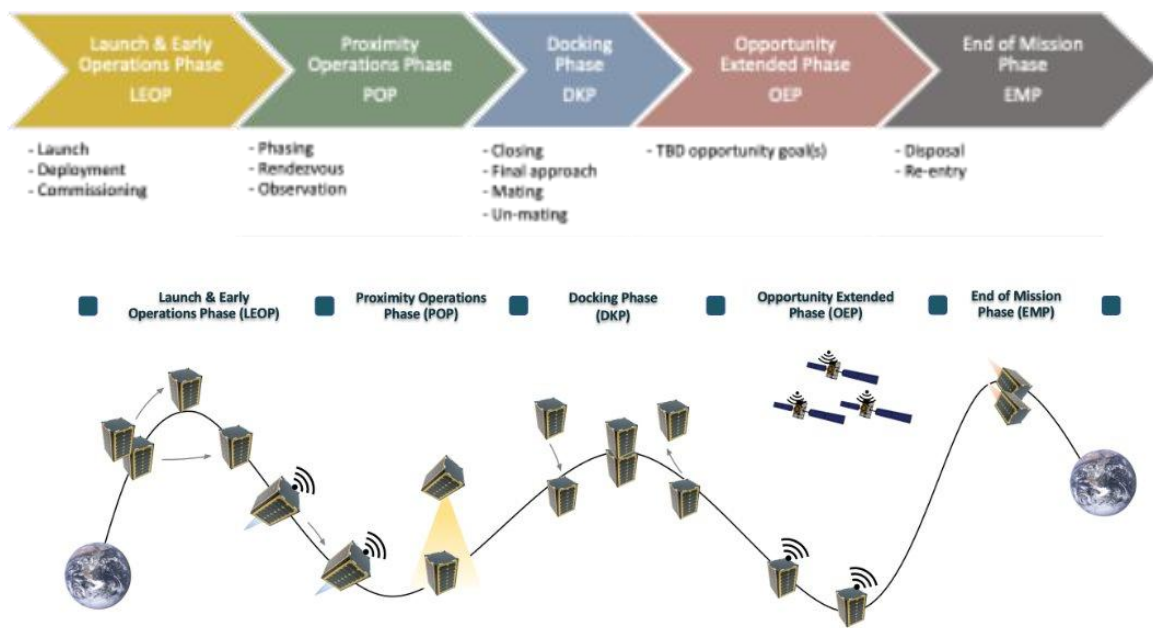 Launch & Early
Operations Phase
LEOP
Proximity
Operations Phase
POP
Docking
Phase
DKP
Opportunity
Extended Phase
OEP
End of Mission
Phase
EMP
- Launch
- Deployment
- Commissioning
- Phasing
- Rendezvous
- Observation
- Closing
- Final approach
- Mating
- Un-mating
- TBD opportunity goal(s)
- Disposal
- Re-entry
Launch & Early
Operations Phase (LEOP)
Proximity Operations
Phase (POP)
Docking Phase
(DKP)
Opportunity Extended
Phase (OEP)
End of Mission
Phase (EMP)